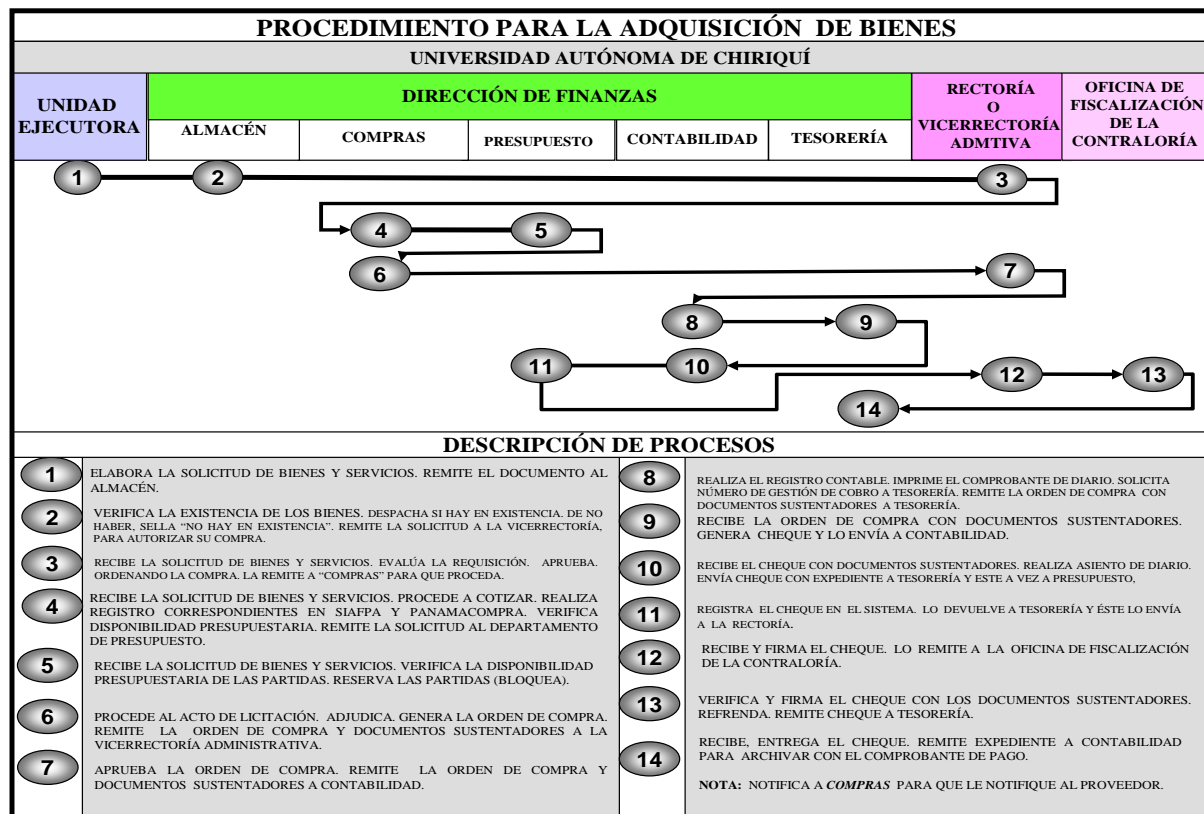 PROCEDIMIENTO PARA LA ADQUISICIÓN DE BIENES
UNIVERSIDAD AUTÓNOMA DE CHIRIQUÍ
UNIDAD
EJECUTORA
DIRECCIÓN DE FINANZAS
ALMACÉN
COMPRAS
PRESUPUESTO
CONTABILIDAD
TESORERÍA
RECTORÍA
O
VICERRECTORÍA
ADMTIVA
OFICINA DE
FISCALIZACIÓN
DE LA
CONTRALORÍA
1
2
3
4
5
6
7
8
9
11
10
12
13
14
DESCRIPCIÓN DE PROCESOS
1
ELABORA LA SOLICITUD DE BIENES Y SERVICIOS. REMITE EL DOCUMENTO AL
ALMACÉN.
2
VERIFICA LA EXISTENCIA DE LOS BIENES. DESPACHA SI HAY EN EXISTENCIA. DE NO
HABER, SELLA “NO HAY EN EXISTENCIA”. REMITE LA SOLICITUD A LA VICERRECTORÍA,
PARA AUTORIZAR SU COMPRA.
3
RECIBE LA SOLICITUD DE BIENES Y SERVICIOS. EVALÚA LA REQUISICIÓN. APRUEBA.
ORDENANDO LA COMPRA. LA REMITE A “COMPRAS” PARA QUE PROCEDA.
4
RECIBE LA SOLICITUD DE BIENES Y SERVICIOS. PROCEDE A COTIZAR. REALIZA
REGISTRO CORRESPONDIENTES EN SIAFPA Y PANAMACOMPRA. VERIFICA
DISPONIBILIDAD PRESUPUESTARIA. REMITE LA SOLICITUD AL DEPARTAMENTO
DE PRESUPUESTO.
5
RECIBE LA SOLICITUD DE BIENES Y SERVICIOS. VERIFICA LA DISPONIBILIDAD
PRESUPUESTARIA DE LAS PARTIDAS. RESERVA LAS PARTIDAS (BLOQUEA).
6
PROCEDE AL ACTO DE LICITACIÓN. ADJUDICA. GENERA LA ORDEN DE COMPRA.
REMITE LA ORDEN DE COMPRA Y DOCUMENTOS SUSTENTADORES A LA
VICERRECTORÍA ADMINISTRATIVA.
7
APRUEBA LA ORDEN DE COMPRA. REMITE LA ORDEN DE COMPRA Y
DOCUMENTOS SUSTENTADORES A CONTABILIDAD.
8
REALIZA EL REGISTRO CONTABLE. IMPRIME EL COMPROBANTE DE DIARIO. SOLICITA
NÚMERO DE GESTIÓN DE COBRO A TESORERÍA. REMITE LA ORDEN DE COMPRA CON
DOCUMENTOS SUSTENTADORES A TESORERÍA.
9
RECIBE LA ORDEN DE COMPRA CON DOCUMENTOS SUSTENTADORES.
GENERA CHEQUE Y LO ENVÍA A CONTABILIDAD.
10
RECIBE EL CHEQUE CON DOCUMENTOS SUSTENTADORES. REALIZA ASIENTO DE DIARIO.
ENVÍA CHEQUE CON EXPEDIENTE A TESORERÍA Y ESTE A VEZ A PRESUPUESTO,
11
REGISTRA EL CHEQUE EN EL SISTEMA. LO DEVUELVE A TESORERÍA Y ÉSTE LO ENVÍA
A LA RECTORÍA.
12
RECIBE Y FIRMA EL CHEQUE. LO REMITE A LA OFICINA DE FISCALIZACIÓN
DE LA CONTRALORÍA.
13
VERIFICA Y FIRMA EL CHEQUE CON LOS DOCUMENTOS SUSTENTADORES.
REFRENDA. REMITE CHEQUE A TESORERÍA.
14
RECIBE, ENTREGA EL CHEQUE. REMITE EXPEDIENTE A CONTABILIDAD
PARA ARCHIVAR CON EL COMPROBANTE DE PAGO.
NOTA: NOTIFICA A COMPRAS PARA QUE LE NOTIFIQUE AL PROVEEDOR.